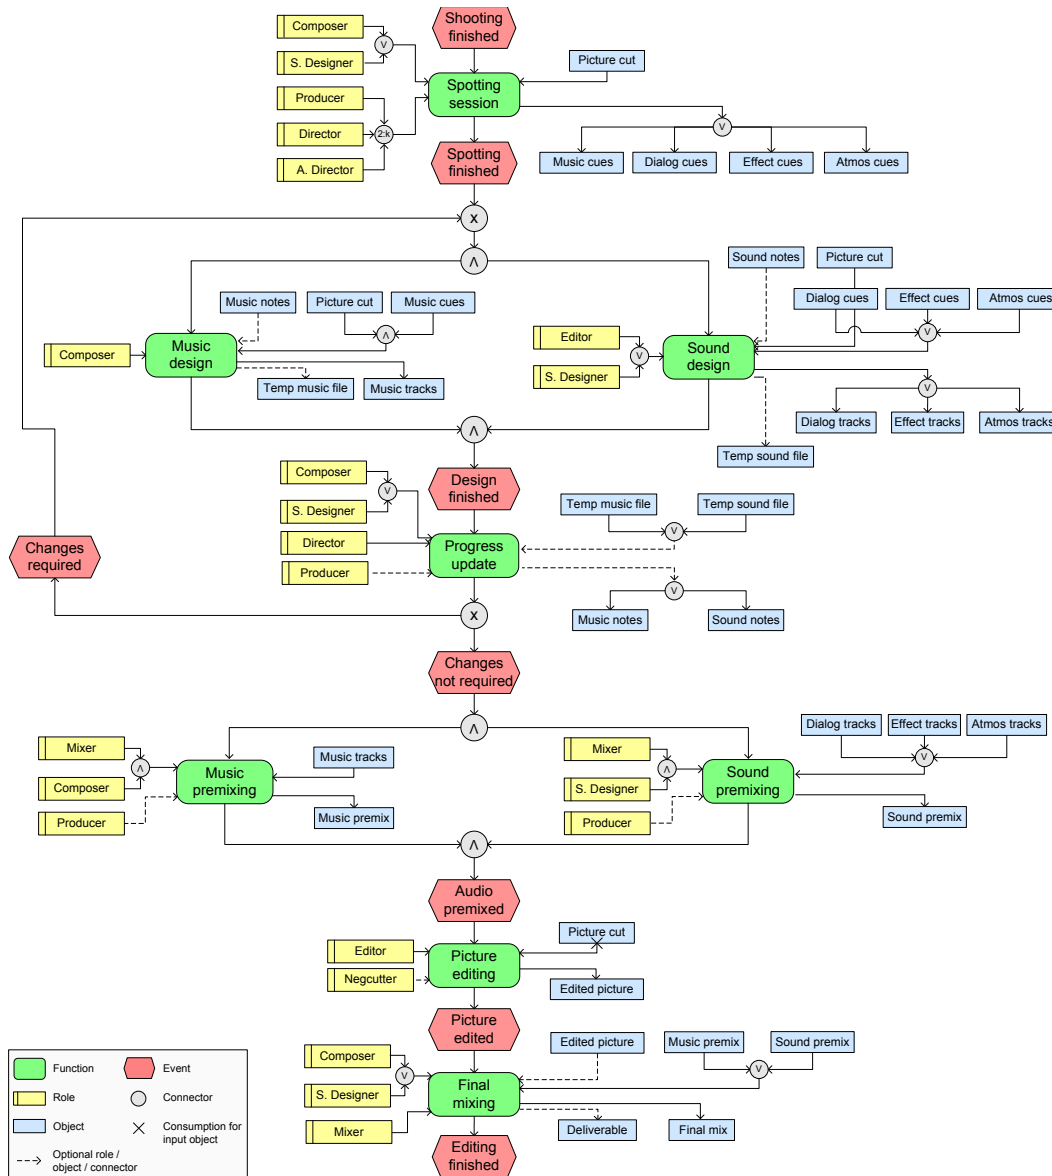 Shooting
finished
Composer
V
S. Designer
Picture cut
Spotting
session
Producer
Director
2:k
A. Director
V
Music cues
Dialog cues
Effect cues
Atmos cues
Spotting
finished
X
Λ
Sound notes
Picture cut
Music notes
Picture cut
Music cues
Dialog cues
Effect cues
Atmos cues
Λ
V
Composer
Music
design
Editor
V
S. Designer
Sound
design
Temp music file
Music tracks
V
Dialog tracks
Effect tracks
Atmos tracks
Temp sound file
Λ
Composer
V
S. Designer
Design
finished
Temp music file
Temp sound file
V
Director
Producer
Progress
update
Changes
required
V
Music notes
Sound notes
X
Changes
not required
Λ
Mixer
Λ
Composer
Producer
Music
premixing
Music tracks
Music premix
Mixer
Λ
S. Designer
Producer
Sound
premixing
Dialog tracks
Effect tracks
Atmos tracks
V
Sound premix
Λ
Audio
premixed
Editor
Negcutter
Picture
editing
Picture cut
Edited picture
Picture
edited
Composer
V
S. Designer
Mixer
Final
mixing
Edited picture
Music premix
Sound premix
V
Deliverable
Final mix
Editing
finished
Function
Event
Role
Connector
Object
Consumption for
input object
Optional role /
object / connector